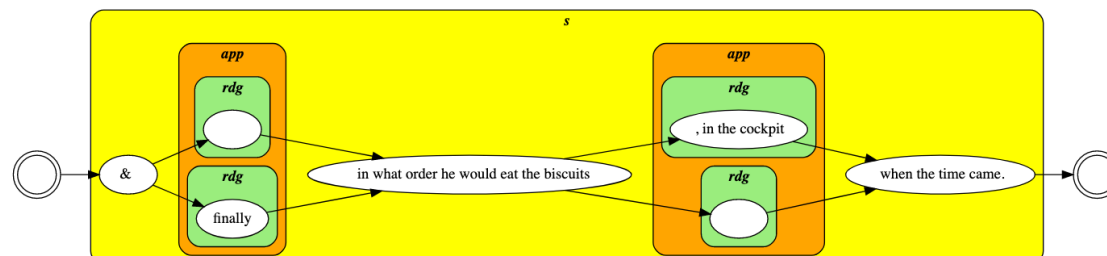 s
app
app
rdg
rdg
, in the cockpit
&
in what order he would eat the biscuits
when the time came.
rdg
rdg
finally